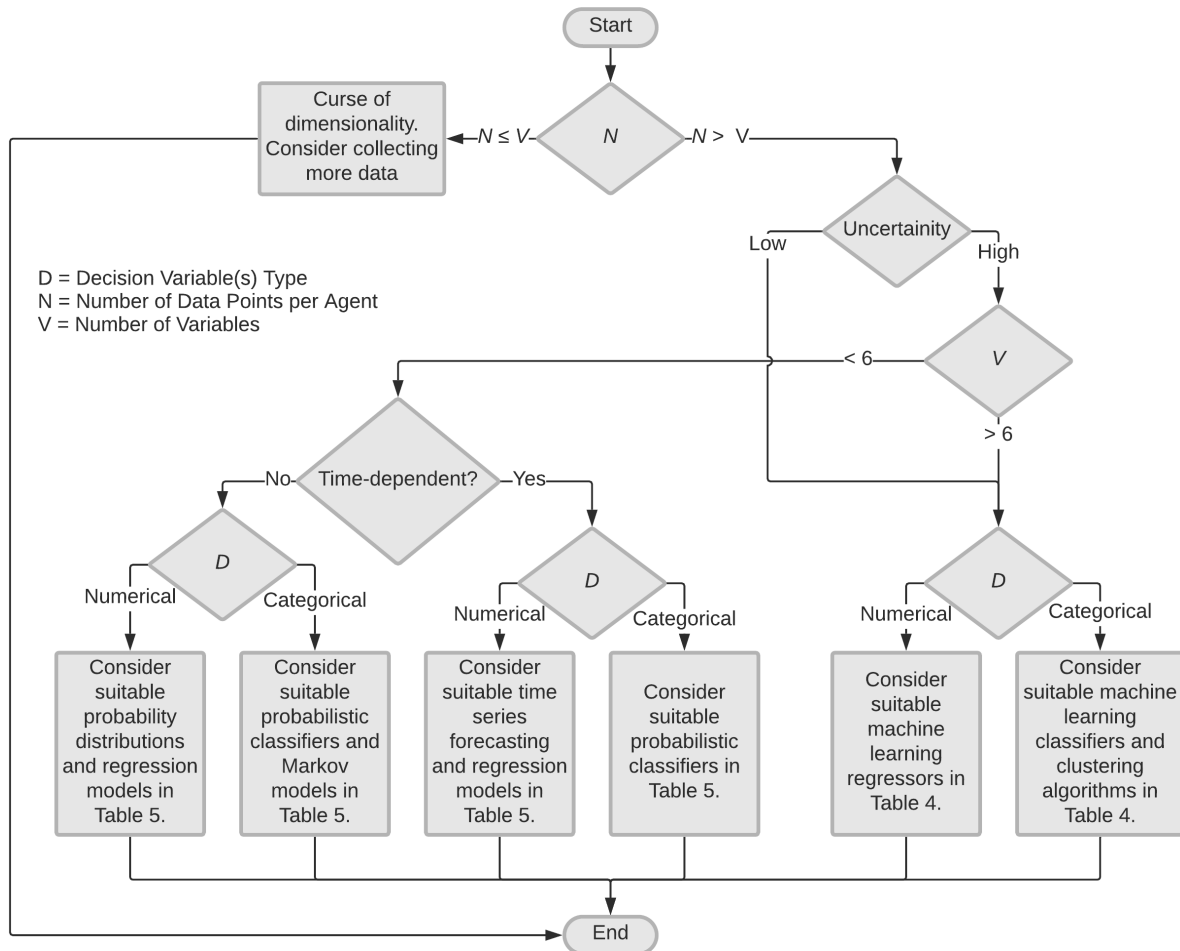 Start
Curse of
dimensionality.
Consider collecting
more data
N ≤ V
N
N > V
Uncertainity
Low
High
D = Decision Variable(s) Type
N = Number of Data Points per Agent
V = Number of Variables
< 6
V
> 6
No
Time-dependent?
Yes
D
Numerical
Categorical
D
Numerical
Categorical
D
Numerical
Categorical
Consider
suitable
probability
distributions
and regression
models in
Table 5.
Consider
suitable
probabilistic
classifiers and
Markov
models in
Table 5.
Consider
suitable time
series
forecasting
and regression
models in
Table 5.
Consider
suitable
probabilistic
classifiers in
Table 5.
Consider
suitable
machine
learning
regressors in
Table 4.
Consider
suitable machine
learning
classifiers and
clustering
algorithms in
Table 4.
End